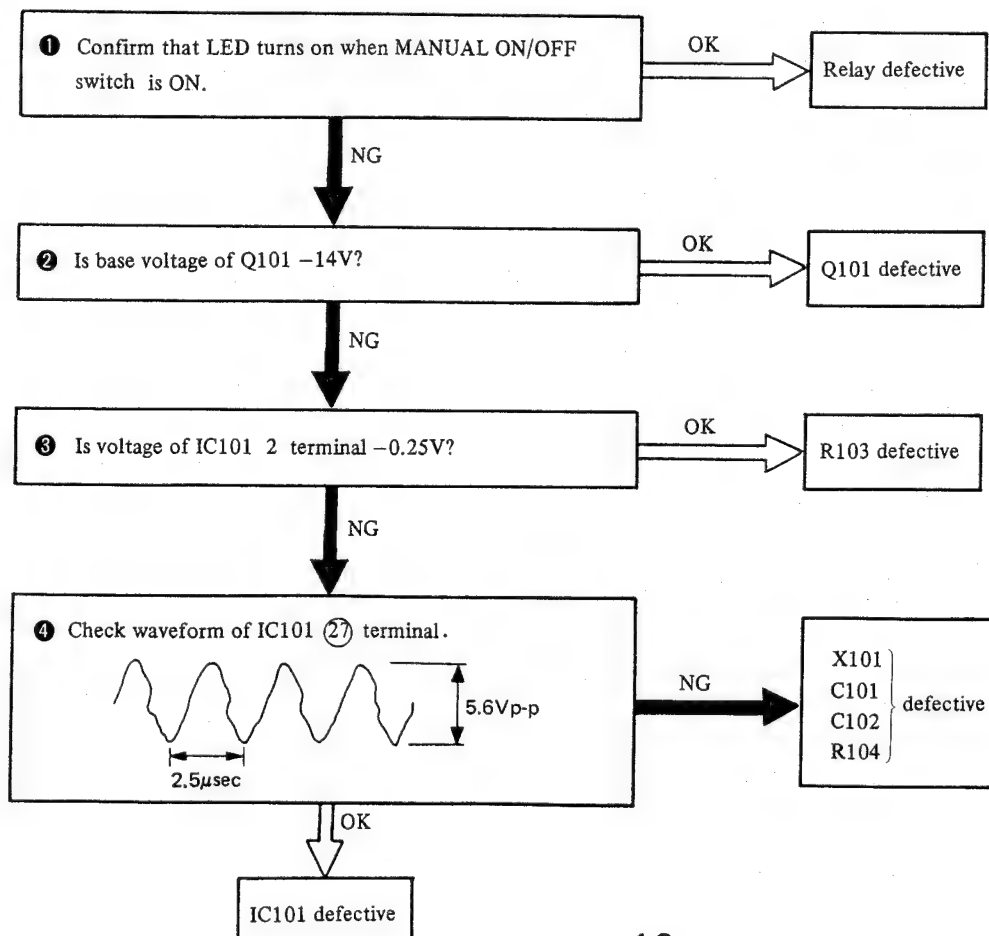 ❶ Confirm that LED turns on when MANUAL ON/OFF
switch is ON.
OK
Relay defective
NG
❷ Is base voltage of Q101 −14V?
OK
Q101 defective
NG
❸ Is voltage of IC101 2 terminal −0.25V?
OK
R103 defective
NG
❹ Check waveform of IC101 ㉗ terminal.
5.6Vp-p
2.5μsec
NG
X101
C101
C102
R104
defective
OK
IC101 defective